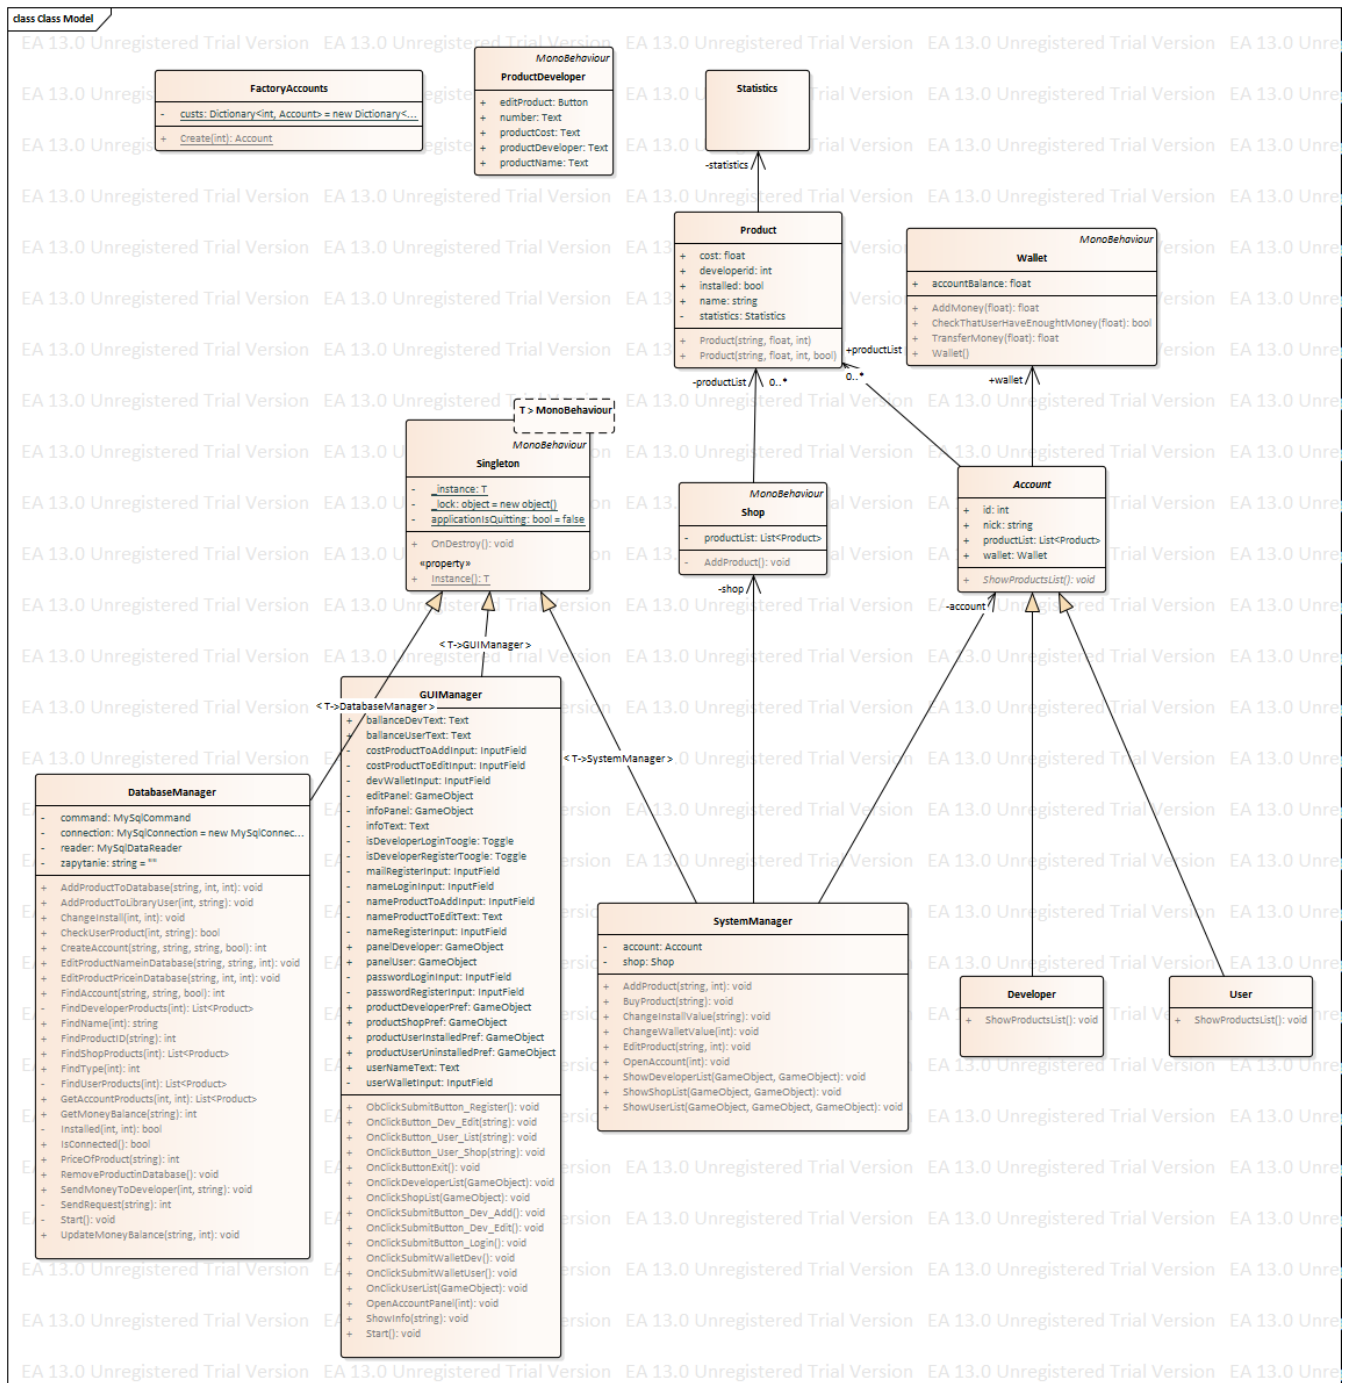 class Class Model
EA 13.0 Unregistered Trial Version
FactoryAccounts
- custs: Dictionary<int, Account> = new Dictionary<...
+ Create(int): Account
MonoBehaviour
ProductDeveloper
+ editProduct: Button
+ number: Text
+ productCost: Text
+ productDeveloper: Text
+ productName: Text
Statistics
-statistics
Product
+ cost: float
+ developerid: int
+ installed: bool
+ name: string
- statistics: Statistics
+ Product(string, float, int)
+ Product(string, float, int, bool)
MonoBehaviour
Wallet
+ accountBalance: float
+ AddMoney(float): float
+ CheckThatUserHaveEnoughtMoney(float): bool
+ TransferMoney(float): float
+ Wallet()
+productList
0..*
-productList
0..*
+wallet
T > MonoBehaviour
MonoBehaviour
Singleton
- _instance: T
- _lock: object = new object()
- applicationIsQuitting: bool = false
+ OnDestroy(): void
«property»
+ Instance(): T
MonoBehaviour
Shop
- productList: List<Product>
- AddProduct(): void
Account
+ id: int
+ nick: string
+ productList: List<Product>
+ wallet: Wallet
+ ShowProductsList(): void
-shop
-account
< T->GUIManager >
< T->DatabaseManager >
< T->SystemManager >
GUIManager
+ ballanceDevText: Text
+ ballanceUserText: Text
- costProductToAddInput: InputField
- costProductToEditInput: InputField
- devWalletInput: InputField
- editPanel: GameObject
- infoPanel: GameObject
- infoText: Text
- isDeveloperLoginToogle: Toggle
- isDeveloperRegisterToogle: Toggle
- mailRegisterInput: InputField
- nameLoginInput: InputField
- nameProductToAddInput: InputField
- nameProductToEditText: Text
- nameRegisterInput: InputField
+ panelDeveloper: GameObject
+ panelUser: GameObject
- passwordLoginInput: InputField
- passwordRegisterInput: InputField
+ productDeveloperPref: GameObject
+ productShopPref: GameObject
+ productUserInstalledPref: GameObject
+ productUserUninstalledPref: GameObject
+ userNameText: Text
- userWalletInput: InputField
+ ObClickSubmitButton_Register(): void
+ OnClickButton_Dev_Edit(string): void
+ OnClickButton_User_List(string): void
+ OnClickButton_User_Shop(string): void
+ OnClickButtonExit(): void
+ OnClickDeveloperList(GameObject): void
+ OnClickShopList(GameObject): void
+ OnClickSubmitButton_Dev_Add(): void
+ OnClickSubmitButton_Dev_Edit(): void
+ OnClickSubmitButton_Login(): void
+ OnClickSubmitWalletDev(): void
+ OnClickSubmitWalletUser(): void
+ OnClickUserList(GameObject): void
+ OpenAccountPanel(int): void
+ ShowInfo(string): void
+ Start(): void
DatabaseManager
- command: MySqlCommand
- connection: MySqlConnection = new MySqlConnec...
- reader: MySqlDataReader
- zapytanie: string = ""
+ AddProductToDatabase(string, int, int): void
+ AddProductToLibraryUser(int, string): void
+ ChangeInstall(int, int): void
+ CheckUserProduct(int, string): bool
+ CreateAccount(string, string, string, bool): int
+ EditProductNameinDatabase(string, string, int): void
+ EditProductPriceinDatabase(string, int, int): void
+ FindAccount(string, string, bool): int
- FindDeveloperProducts(int): List<Product>
+ FindName(int): string
+ FindProductID(string): int
+ FindShopProducts(int): List<Product>
+ FindType(int): int
- FindUserProducts(int): List<Product>
+ GetAccountProducts(int, int): List<Product>
+ GetMoneyBalance(string): int
- Installed(int, int): bool
+ IsConnected(): bool
+ PriceOfProduct(string): int
+ RemoveProductinDatabase(): void
+ SendMoneyToDeveloper(int, string): void
- SendRequest(string): int
- Start(): void
+ UpdateMoneyBalance(string, int): void
SystemManager
- account: Account
- shop: Shop
+ AddProduct(string, int): void
+ BuyProduct(string): void
+ ChangeInstallValue(string): void
+ ChangeWalletValue(int): void
+ EditProduct(string, int): void
+ OpenAccount(int): void
+ ShowDeveloperList(GameObject, GameObject): void
+ ShowShopList(GameObject, GameObject): void
+ ShowUserList(GameObject, GameObject, GameObject): void
Developer
+ ShowProductsList(): void
User
+ ShowProductsList(): void